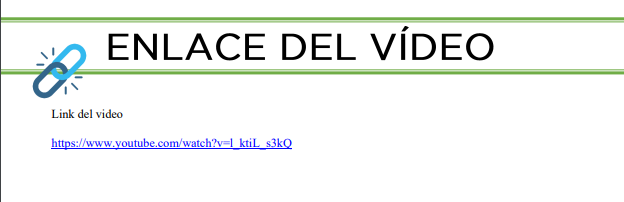 ENLACE DEL VÍDEO
Link del video
https://www.youtube.com/watch?v=l_ktiL_s3kQ